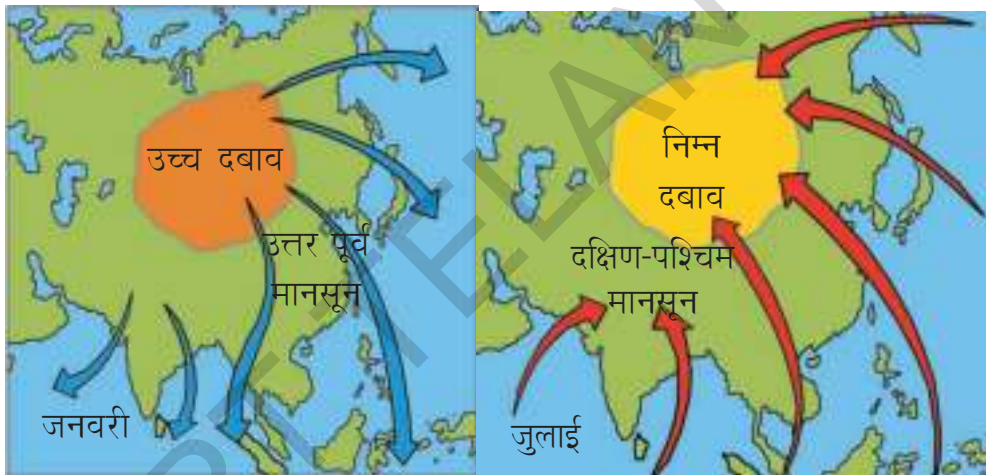 उच्च दबाव
उत्तर पूर्व
मानसून
जनवरी
निम्न
दबाव
दक्षिण-पश्चिम
मानसून
जुलाई